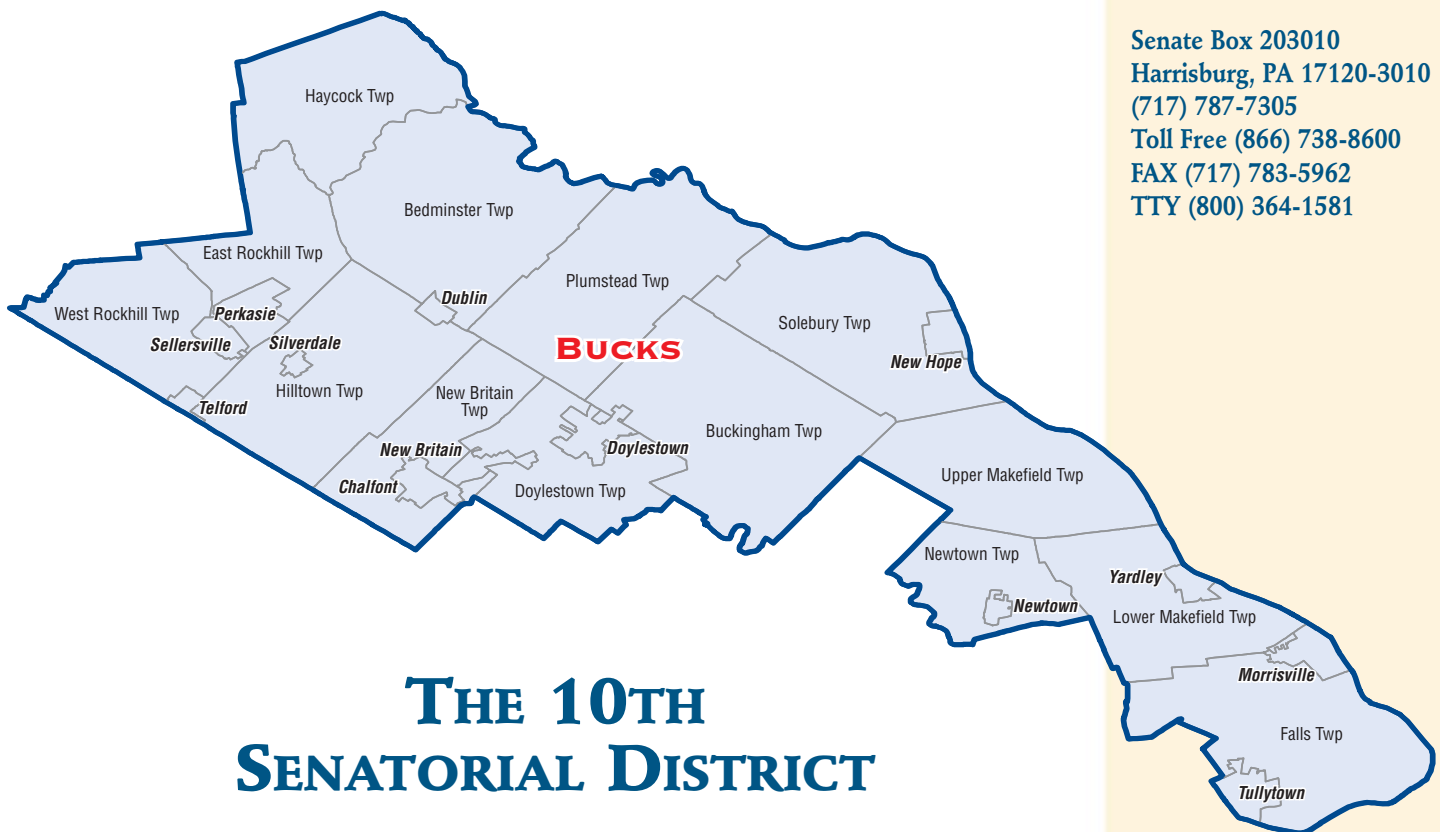 Senate Box 203010
Harrisburg, PA 17120-3010
(717) 787-7305
Toll Free (866) 738-8600
FAX (717) 783-5962
TTY (800) 364-1581
Haycock Twp
Bedminster Twp
East Rockhill Twp
Plumstead Twp
Dublin
West Rockhill Twp
Perkasie
Solebury Twp
Sellersville
Silverdale
BUCKS
New Hope
Hilltown Twp
New Britain
Twp
Telford
Buckingham Twp
New Britain
Doylestown
Chalfont
Doylestown Twp
Upper Makefield Twp
Newtown Twp
Yardley
Newtown
Lower Makefield Twp
Morrisville
Falls Twp
Tullytown
THE 10TH
SENATORIAL DISTRICT